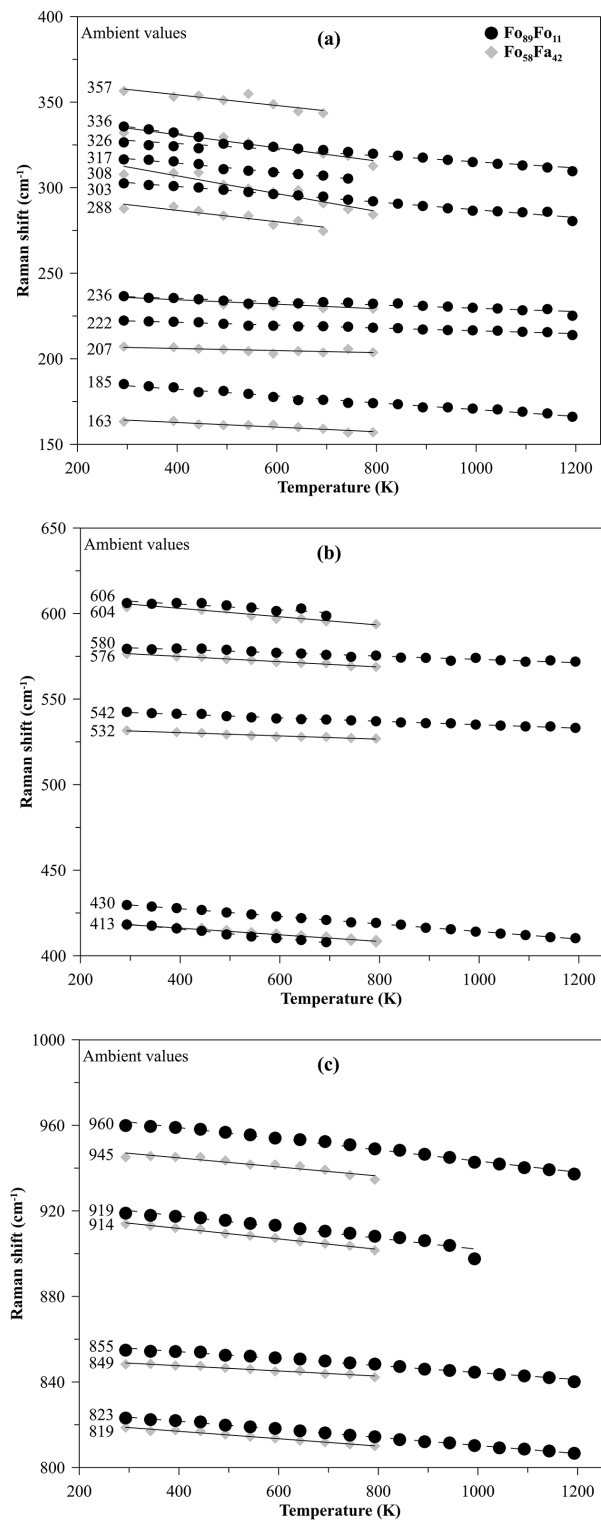 Ambient values
(a)
Fo₈₉Fo₁₁
Fo₅₈Fa₄₂
Raman shift (cm⁻¹)
400
350
300
250
200
150
357
336
326
317
308
303
288
236
222
207
185
163
200 400 600 800 1000 1200
Temperature (K)
Ambient values
(b)
Raman shift (cm⁻¹)
650
600
550
500
450
400
606
604
580
576
542
532
430
413
200 400 600 800 1000 1200
Temperature (K)
Ambient values
(c)
Raman shift (cm⁻¹)
1000
960
920
880
840
800
960
945
919
914
855
849
823
819
200 400 600 800 1000 1200
Temperature (K)